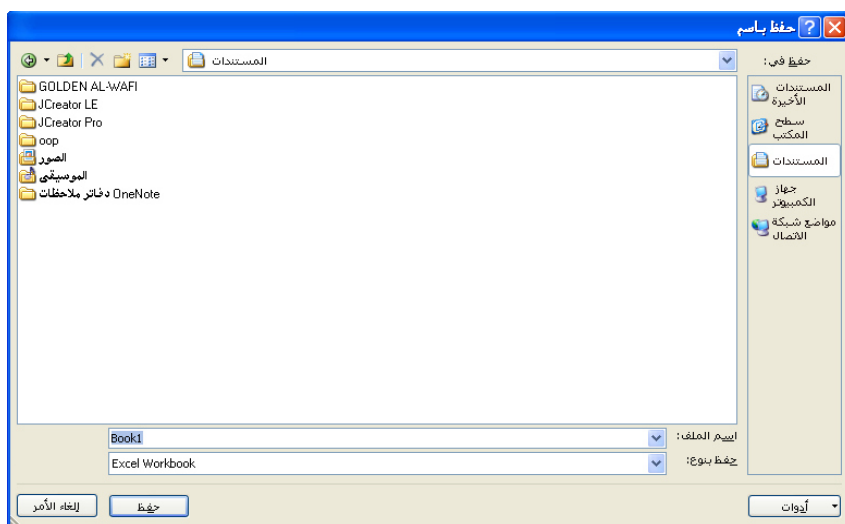 حفظ باسم
حفظ في:
المستندات
المستندات الأخيرة
سطح المكتب
المستندات
جهاز الكمبيوتر
مواضع شبكة الاتصال
GOLDEN AL-WAFI
JCreator LE
JCreator Pro
oop
الصور
الموسيقى
دفاتر ملاحظات OneNote
اسم الملف:
Book1
حفظ بنوع:
Excel Workbook
أدوات
حفظ
إلغاء الأمر